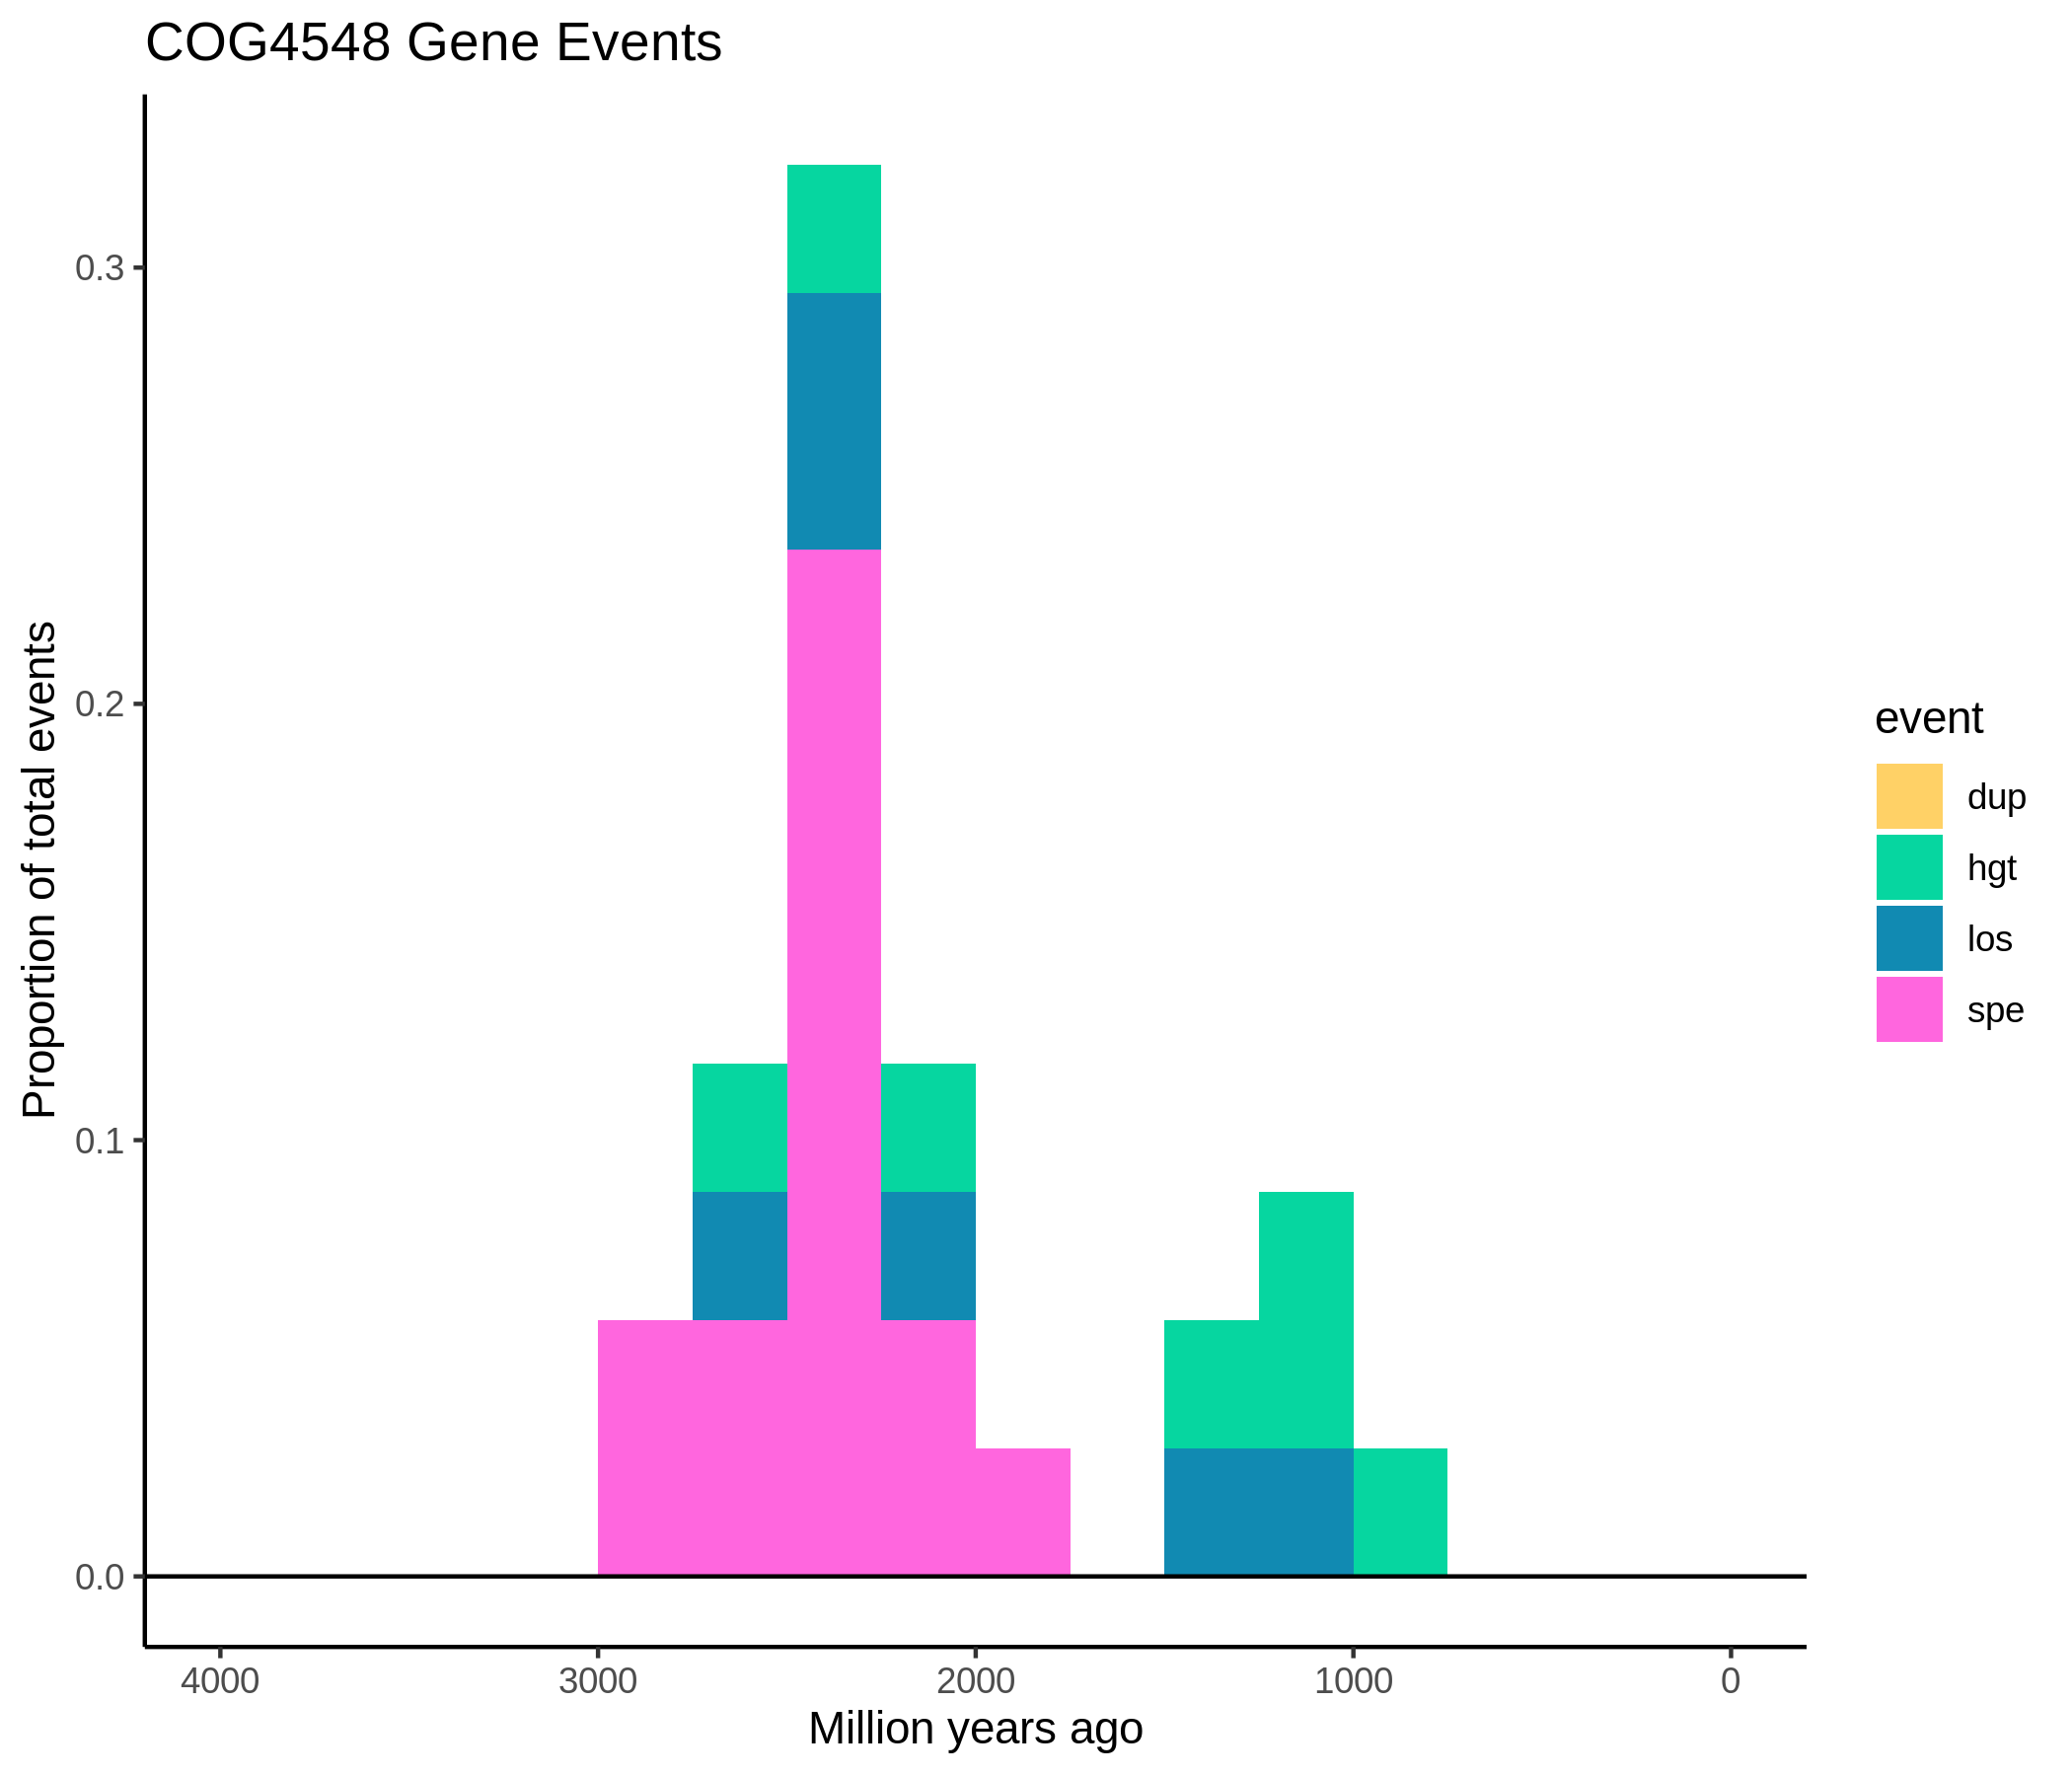 COG4548 Gene Events
Proportion of total events
0.3
0.2
0.1
0.0
4000 3000 2000 1000 0
Million years ago
event
dup
hgt
los
spe